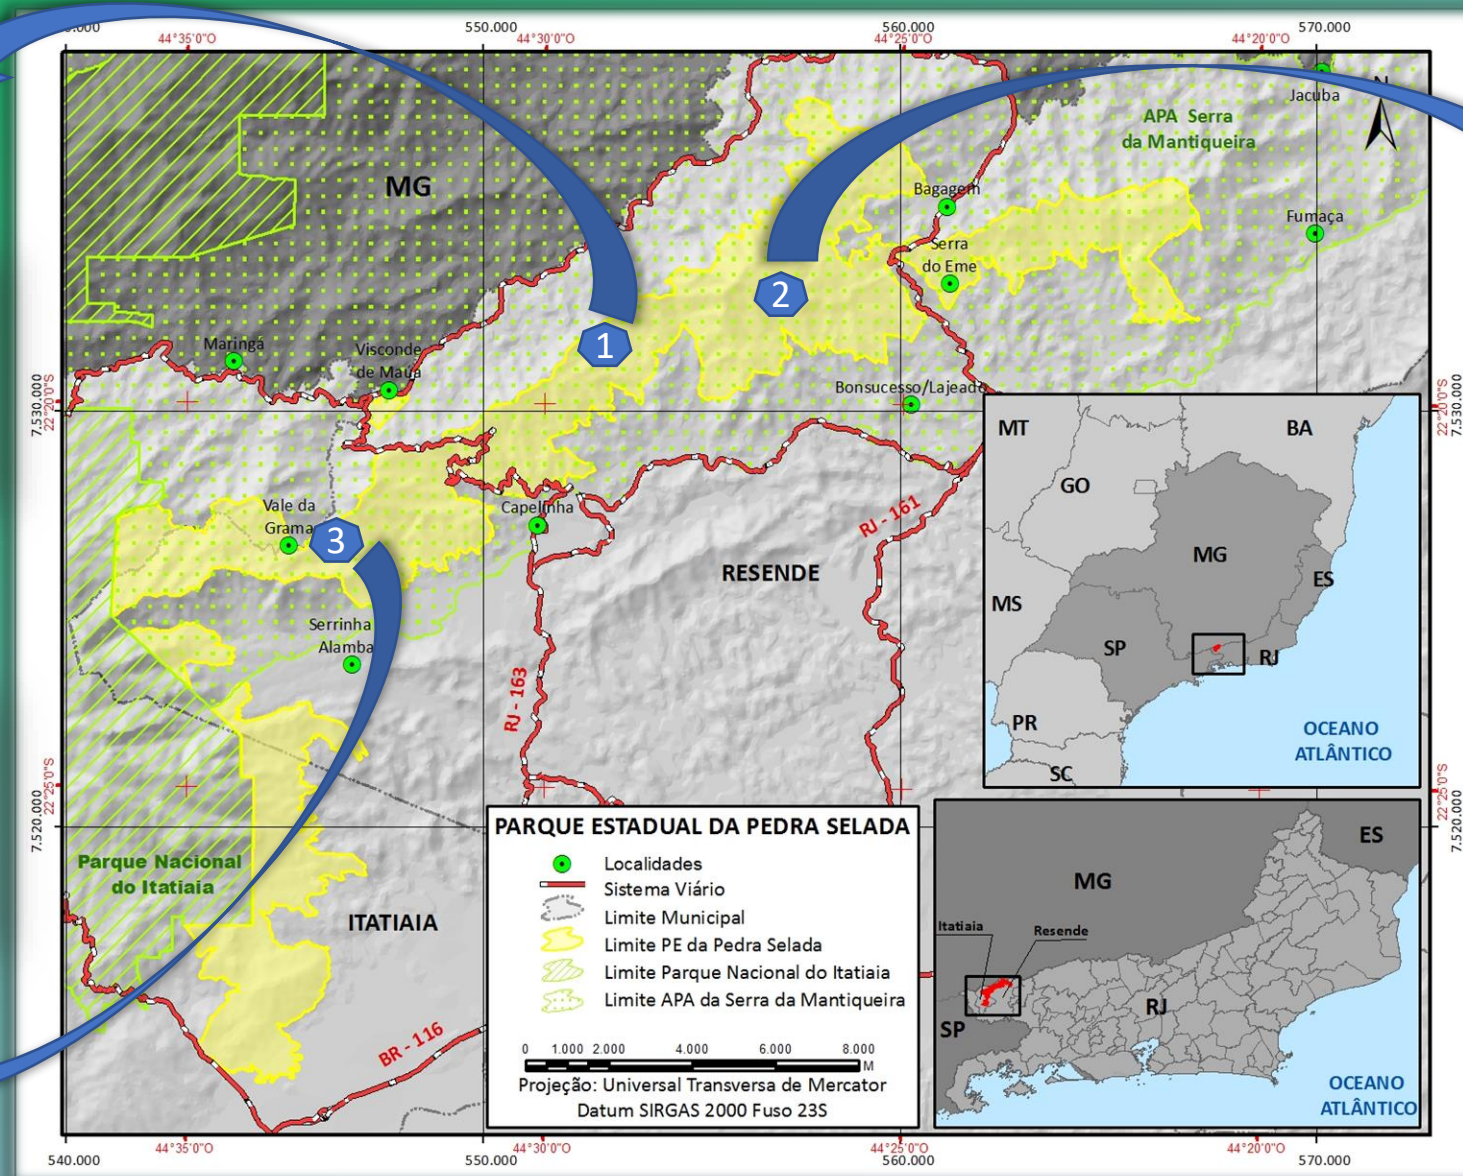 550.000
560.000
570.000
44°35'0"O
44°30'0"O
44°25'0"O
44°20'0"O
Jacuba
N
APA Serra
da Mantiqueira
MG
Bagagem
Fumaça
Serra
do Eme
2
1
Maringá
Visconde
de Mauá
Bonsucesso/Lajeado
7.530.000
22°20'0"S
22°20'0"S
7.530.000
MT
BA
GO
MG
ES
MS
SP
RJ
PR
SC
OCEANO
ATLÂNTICO
Vale da
Grama
3
Capelinha
RJ - 161
RESENDE
Serrinha
Alamba
RJ - 163
22°25'0"S
7.520.000
22°25'0"S
7.520.000
Parque Nacional
do Itatiaia
ITATIAIA
BR - 116
PARQUE ESTADUAL DA PEDRA SELADA
Localidades
Sistema Viário
Limite Municipal
Limite PE da Pedra Selada
Limite Parque Nacional do Itatiaia
Limite APA da Serra da Mantiqueira
0 1.000 2.000 4.000 6.000 8.000
M
Projeção: Universal Transversa de Mercator
Datum SIRGAS 2000 Fuso 23S
ES
MG
Itatiaia
Resende
RJ
SP
OCEANO
ATLÂNTICO
44°35'0"O
44°30'0"O
44°25'0"O
44°20'0"O
540.000
550.000
560.000
570.000